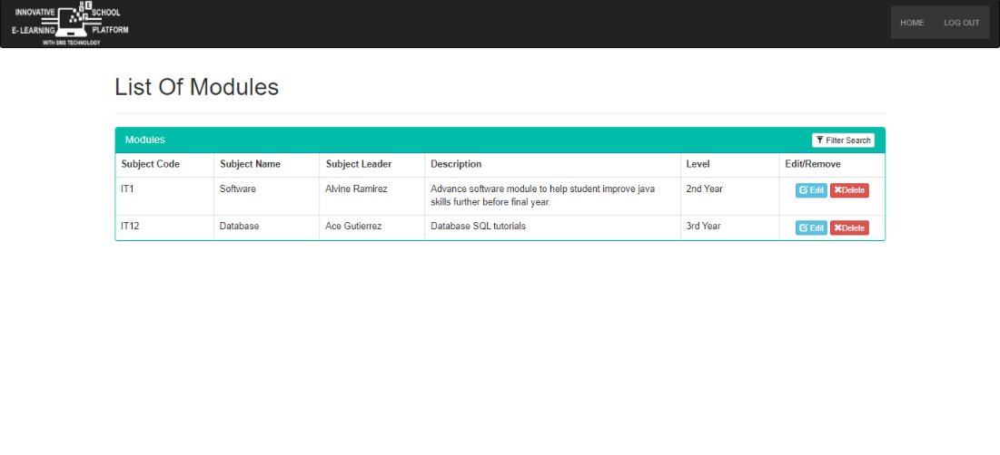 INNOVATIVE SCHOOL
E- LEARNING PLATFORM
WITH SMS TECHNOLOGY
HOME LOG OUT
List Of Modules
Modules Filter Search
Subject Code Subject Name Subject Leader Description Level Edit/Remove
IT1 Software Alvine Ramirez Advance software module to help student improve java 2nd Year Edit Delete
skills further before final year.
IT12 Database Ace Gutierrez Database SQL tutorials 3rd Year Edit Delete